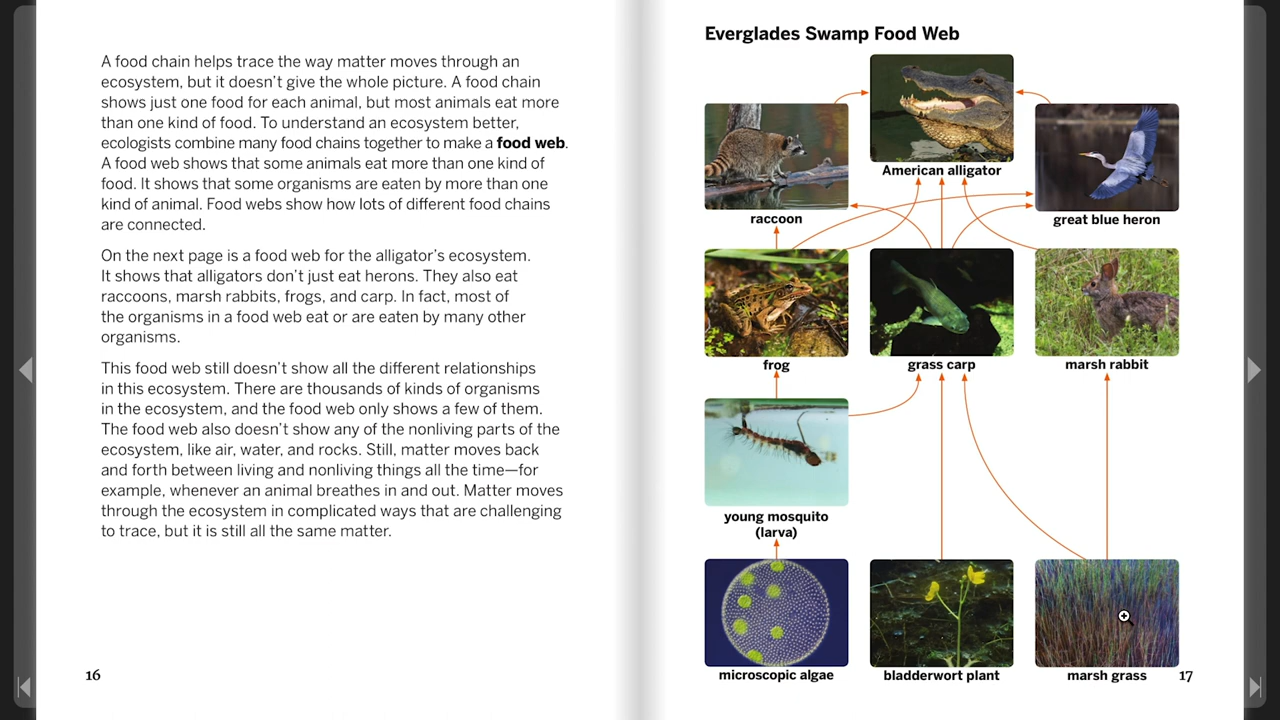 A food chain helps trace the way matter moves through an
ecosystem, but it doesn't give the whole picture. A food chain
shows just one food for each animal, but most animals eat more
than one kind of food. To understand an ecosystem better,
ecologists combine many food chains together to make a food web.
A food web shows that some animals eat more than one kind of
food. It shows that some organisms are eaten by more than one
kind of animal. Food webs show how lots of different food chains
are connected.
On the next page is a food web for the alligator's ecosystem.
It shows that alligators don't just eat herons. They also eat
raccoons, marsh rabbits, frogs, and carp. In fact, most of
the organisms in a food web eat or are eaten by many other
organisms.
This food web still doesn't show all the different relationships
in this ecosystem. There are thousands of kinds of organisms
in the ecosystem, and the food web only shows a few of them.
The food web also doesn't show any of the nonliving parts of the
ecosystem, like air, water, and rocks. Still, matter moves back
and forth between living and nonliving things all the time—for
example, whenever an animal breathes in and out. Matter moves
through the ecosystem in complicated ways that are challenging
to trace, but it is still all the same matter.
16
Everglades Swamp Food Web
American alligator
raccoon
great blue heron
frog
grass carp
marsh rabbit
young mosquito
(larva)
microscopic algae
bladderwort plant
marsh grass
17